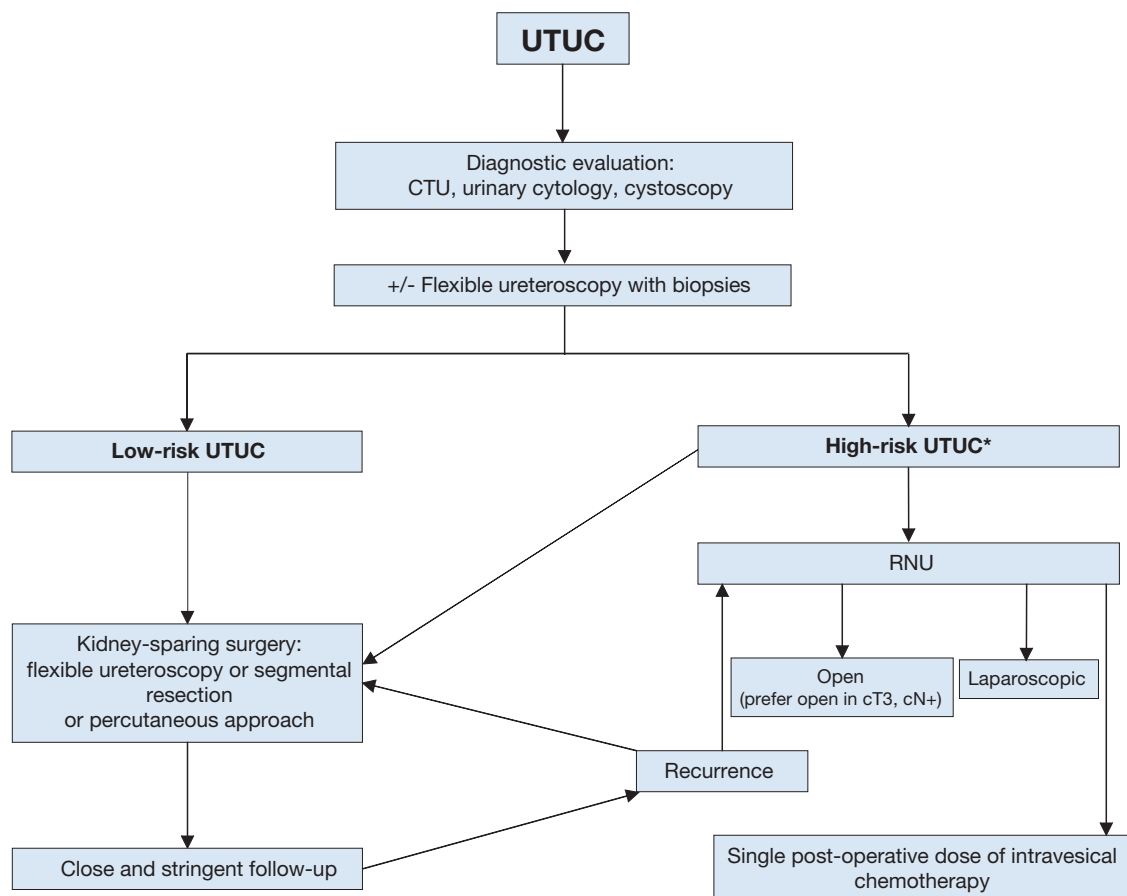 UTUC
Diagnostic evaluation:
CTU, urinary cytology, cystoscopy
+/- Flexible ureteroscopy with biopsies
Low-risk UTUC
High-risk UTUC*
RNU
Kidney-sparing surgery:
flexible ureteroscopy or segmental
resection
or percutaneous approach
Open
(prefer open in cT3, cN+)
Laparoscopic
Recurrence
Close and stringent follow-up
Single post-operative dose of intravesical
chemotherapy